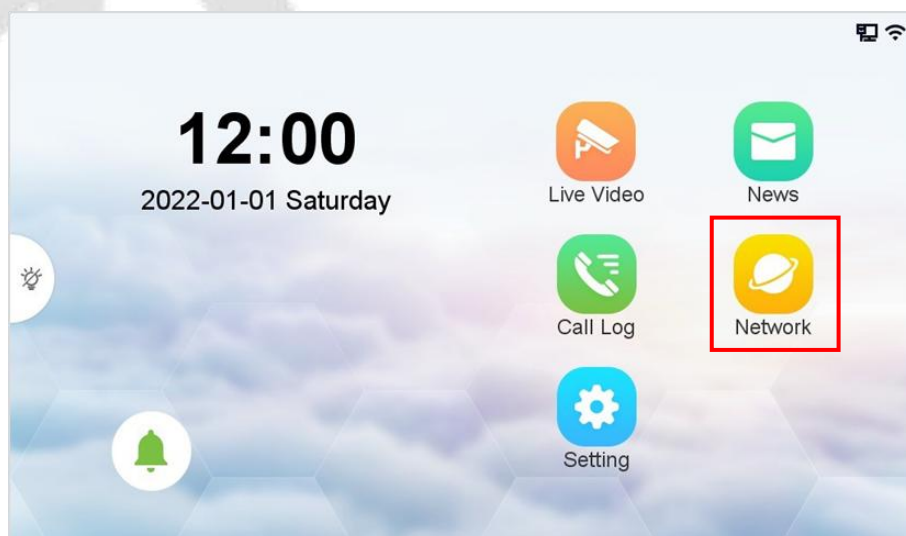 12:00
2022-01-01 Saturday
Live Video
News
Call Log
Network
Setting